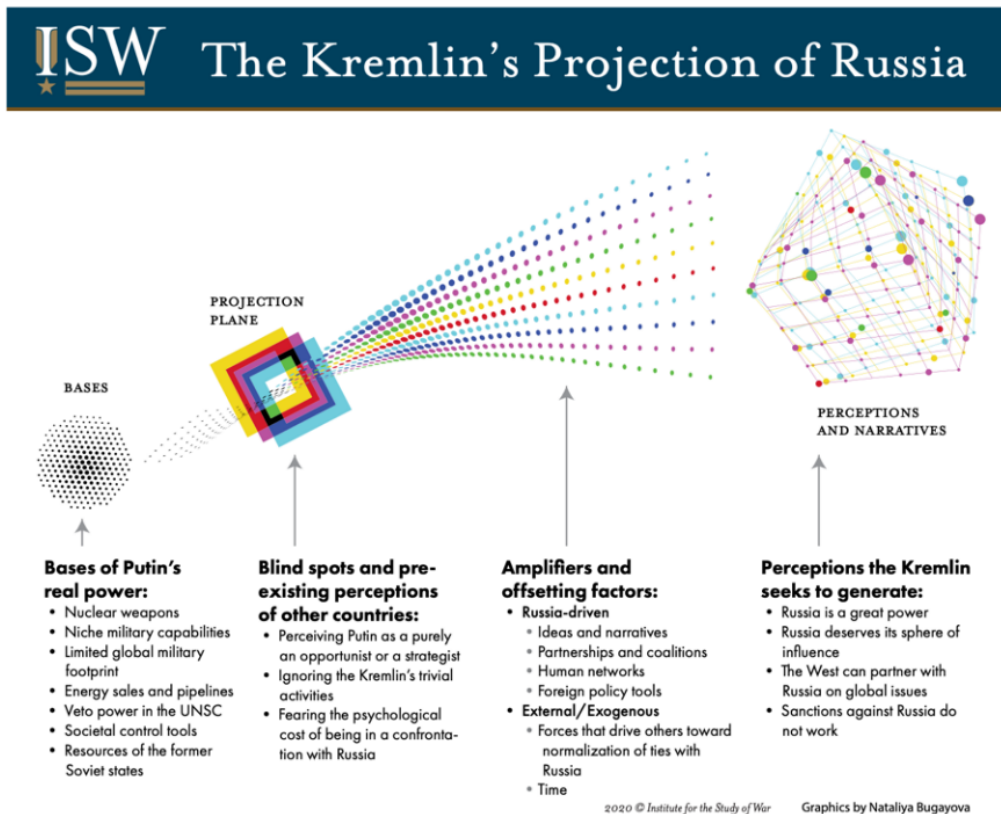 ISW The Kremlin's Projection of Russia
PROJECTION
PLANE
BASES
PERCEPTIONS
AND NARRATIVES
Bases of Putin's
real power:
• Nuclear weapons
• Niche military capabilities
• Limited global military
footprint
• Energy sales and pipelines
• Veto power in the UNSC
• Societal control tools
• Resources of the former
Soviet states
Blind spots and pre-
existing perceptions
of other countries:
• Perceiving Putin as a purely
an opportunist or a strategist
• Ignoring the Kremlin's trivial
activities
• Fearing the psychological
cost of being in a confronta-
tion with Russia
Amplifiers and
offsetting factors:
• Russia-driven
• Ideas and narratives
• Partnerships and coalitions
• Human networks
• Foreign policy tools
• External/Exogenous
• Forces that drive others toward
normalization of ties with
Russia
• Time
Perceptions the Kremlin
seeks to generate:
• Russia is a great power
• Russia deserves its sphere of
influence
• The West can partner with
Russia on global issues
• Sanctions against Russia do
not work
2020 © Institute for the Study of War Graphics by Nataliya Bugayova